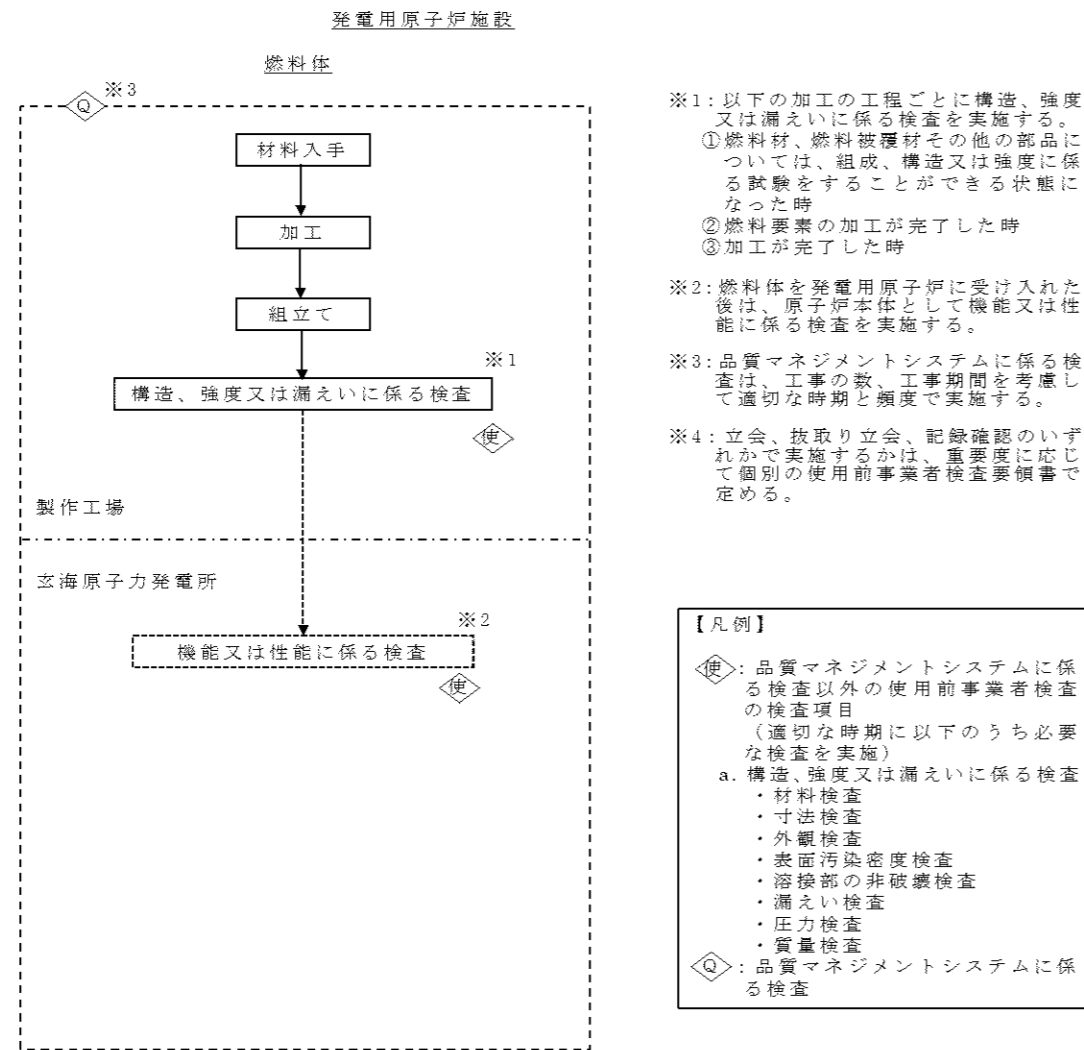 発電用原子炉施設
燃料体
Q
※3
材料入手
加工
組立て
※1
構造、強度又は漏えいに係る検査
使
製作工場
玄海原子力発電所
※2
機能又は性能に係る検査
使
※1：以下の加工の工程ごとに構造、強度
又は漏えいに係る検査を実施する。
①燃料材、燃料被覆材その他の部品に
ついては、組成、構造又は強度に係
る試験をすることができる状態に
なった時
②燃料要素の加工が完了した時
③加工が完了した時
※2：燃料体を発電用原子炉に受け入れた
後は、原子炉本体として機能又は性
能に係る検査を実施する。
※3：品質マネジメントシステムに係る検
査は、工事の数、工事期間を考慮し
て適切な時期と頻度で実施する。
※4：立会、抜取り立会、記録確認のいず
れかで実施するかは、重要度に応じ
て個別の使用前事業者検査要領書で
定める。
【凡例】
使：品質マネジメントシステムに係
る検査以外の使用前事業者検査
の検査項目
（適切な時期に以下のうち必要
な検査を実施）
a. 構造、強度又は漏えいに係る検査
・材料検査
・寸法検査
・外観検査
・表面汚染密度検査
・溶接部の非破壊検査
・漏えい検査
・圧力検査
・質量検査
Q：品質マネジメントシステムに係
る検査